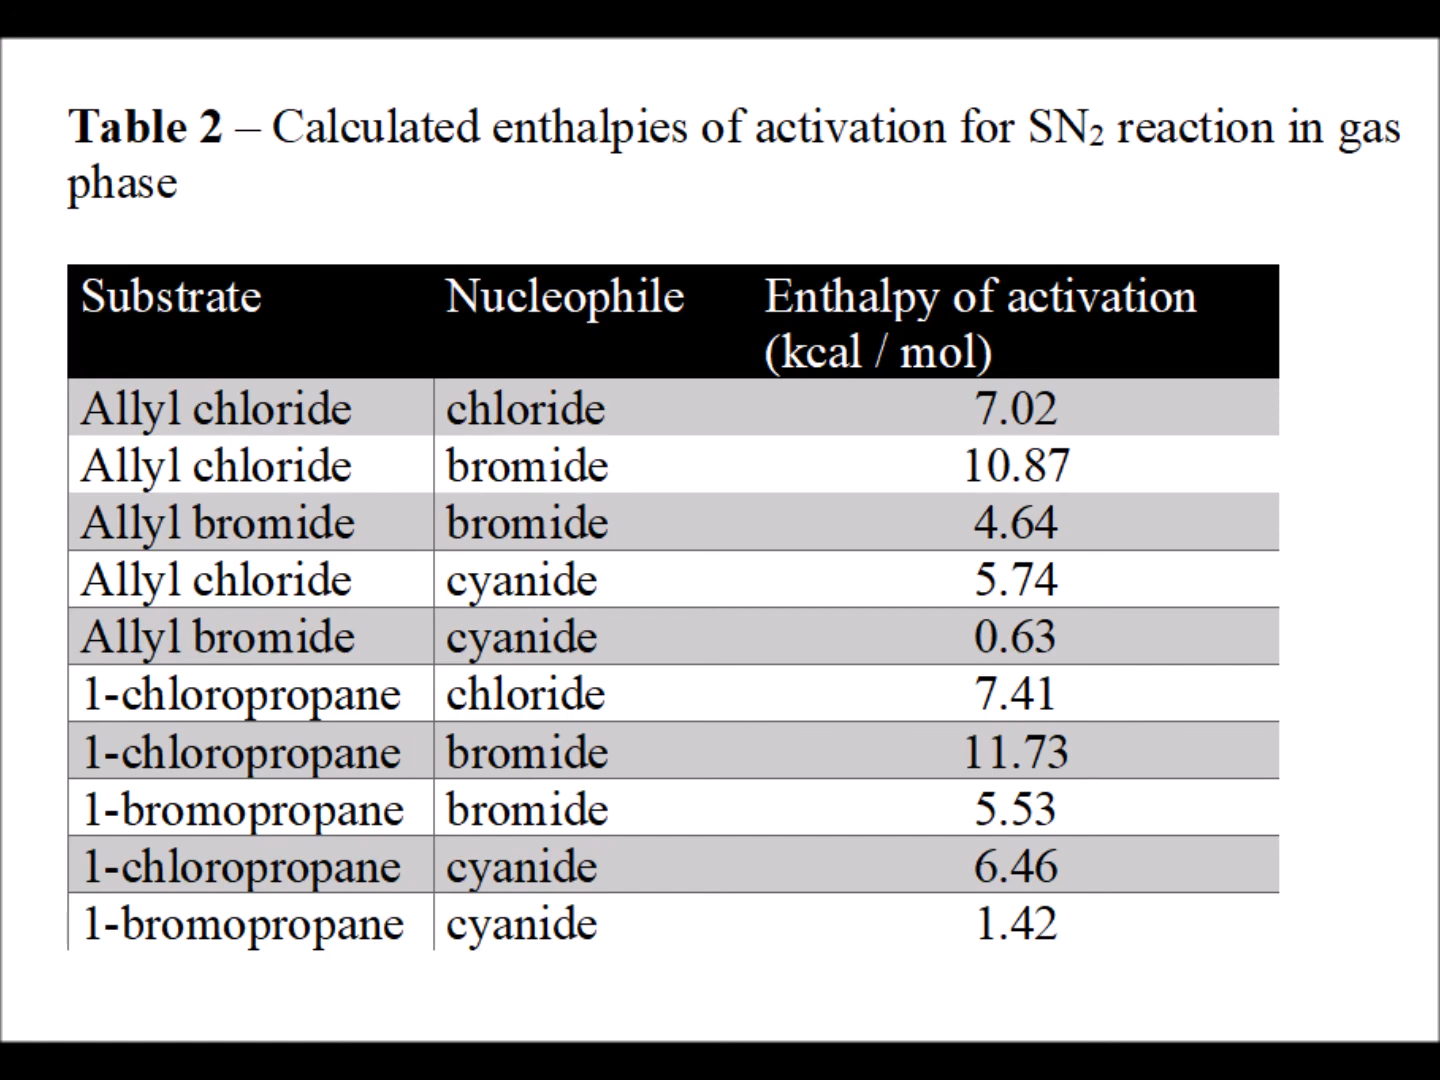 Table 2 – Calculated enthalpies of activation for SN₂ reaction in gas
phase
Substrate Nucleophile Enthalpy of activation
(kcal / mol)
Allyl chloride chloride 7.02
Allyl chloride bromide 10.87
Allyl bromide bromide 4.64
Allyl chloride cyanide 5.74
Allyl bromide cyanide 0.63
1-chloropropane chloride 7.41
1-chloropropane bromide 11.73
1-bromopropane bromide 5.53
1-chloropropane cyanide 6.46
1-bromopropane cyanide 1.42